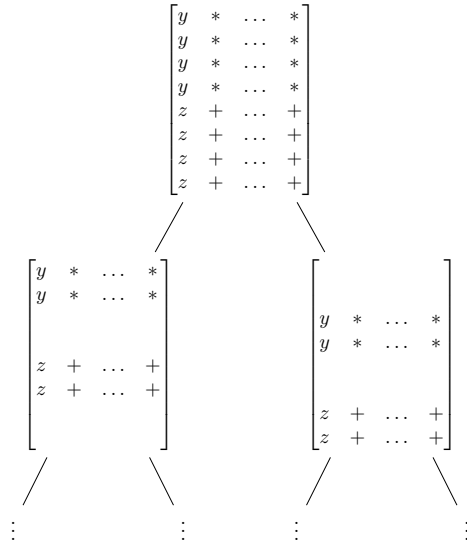 y * … *
y * … *
y * … *
y * … *
z + … +
z + … +
z + … +
z + … +
y * … *
y * … *
z + … +
z + … +
y * … *
y * … *
z + … +
z + … +
⋮ ⋮ ⋮ ⋮